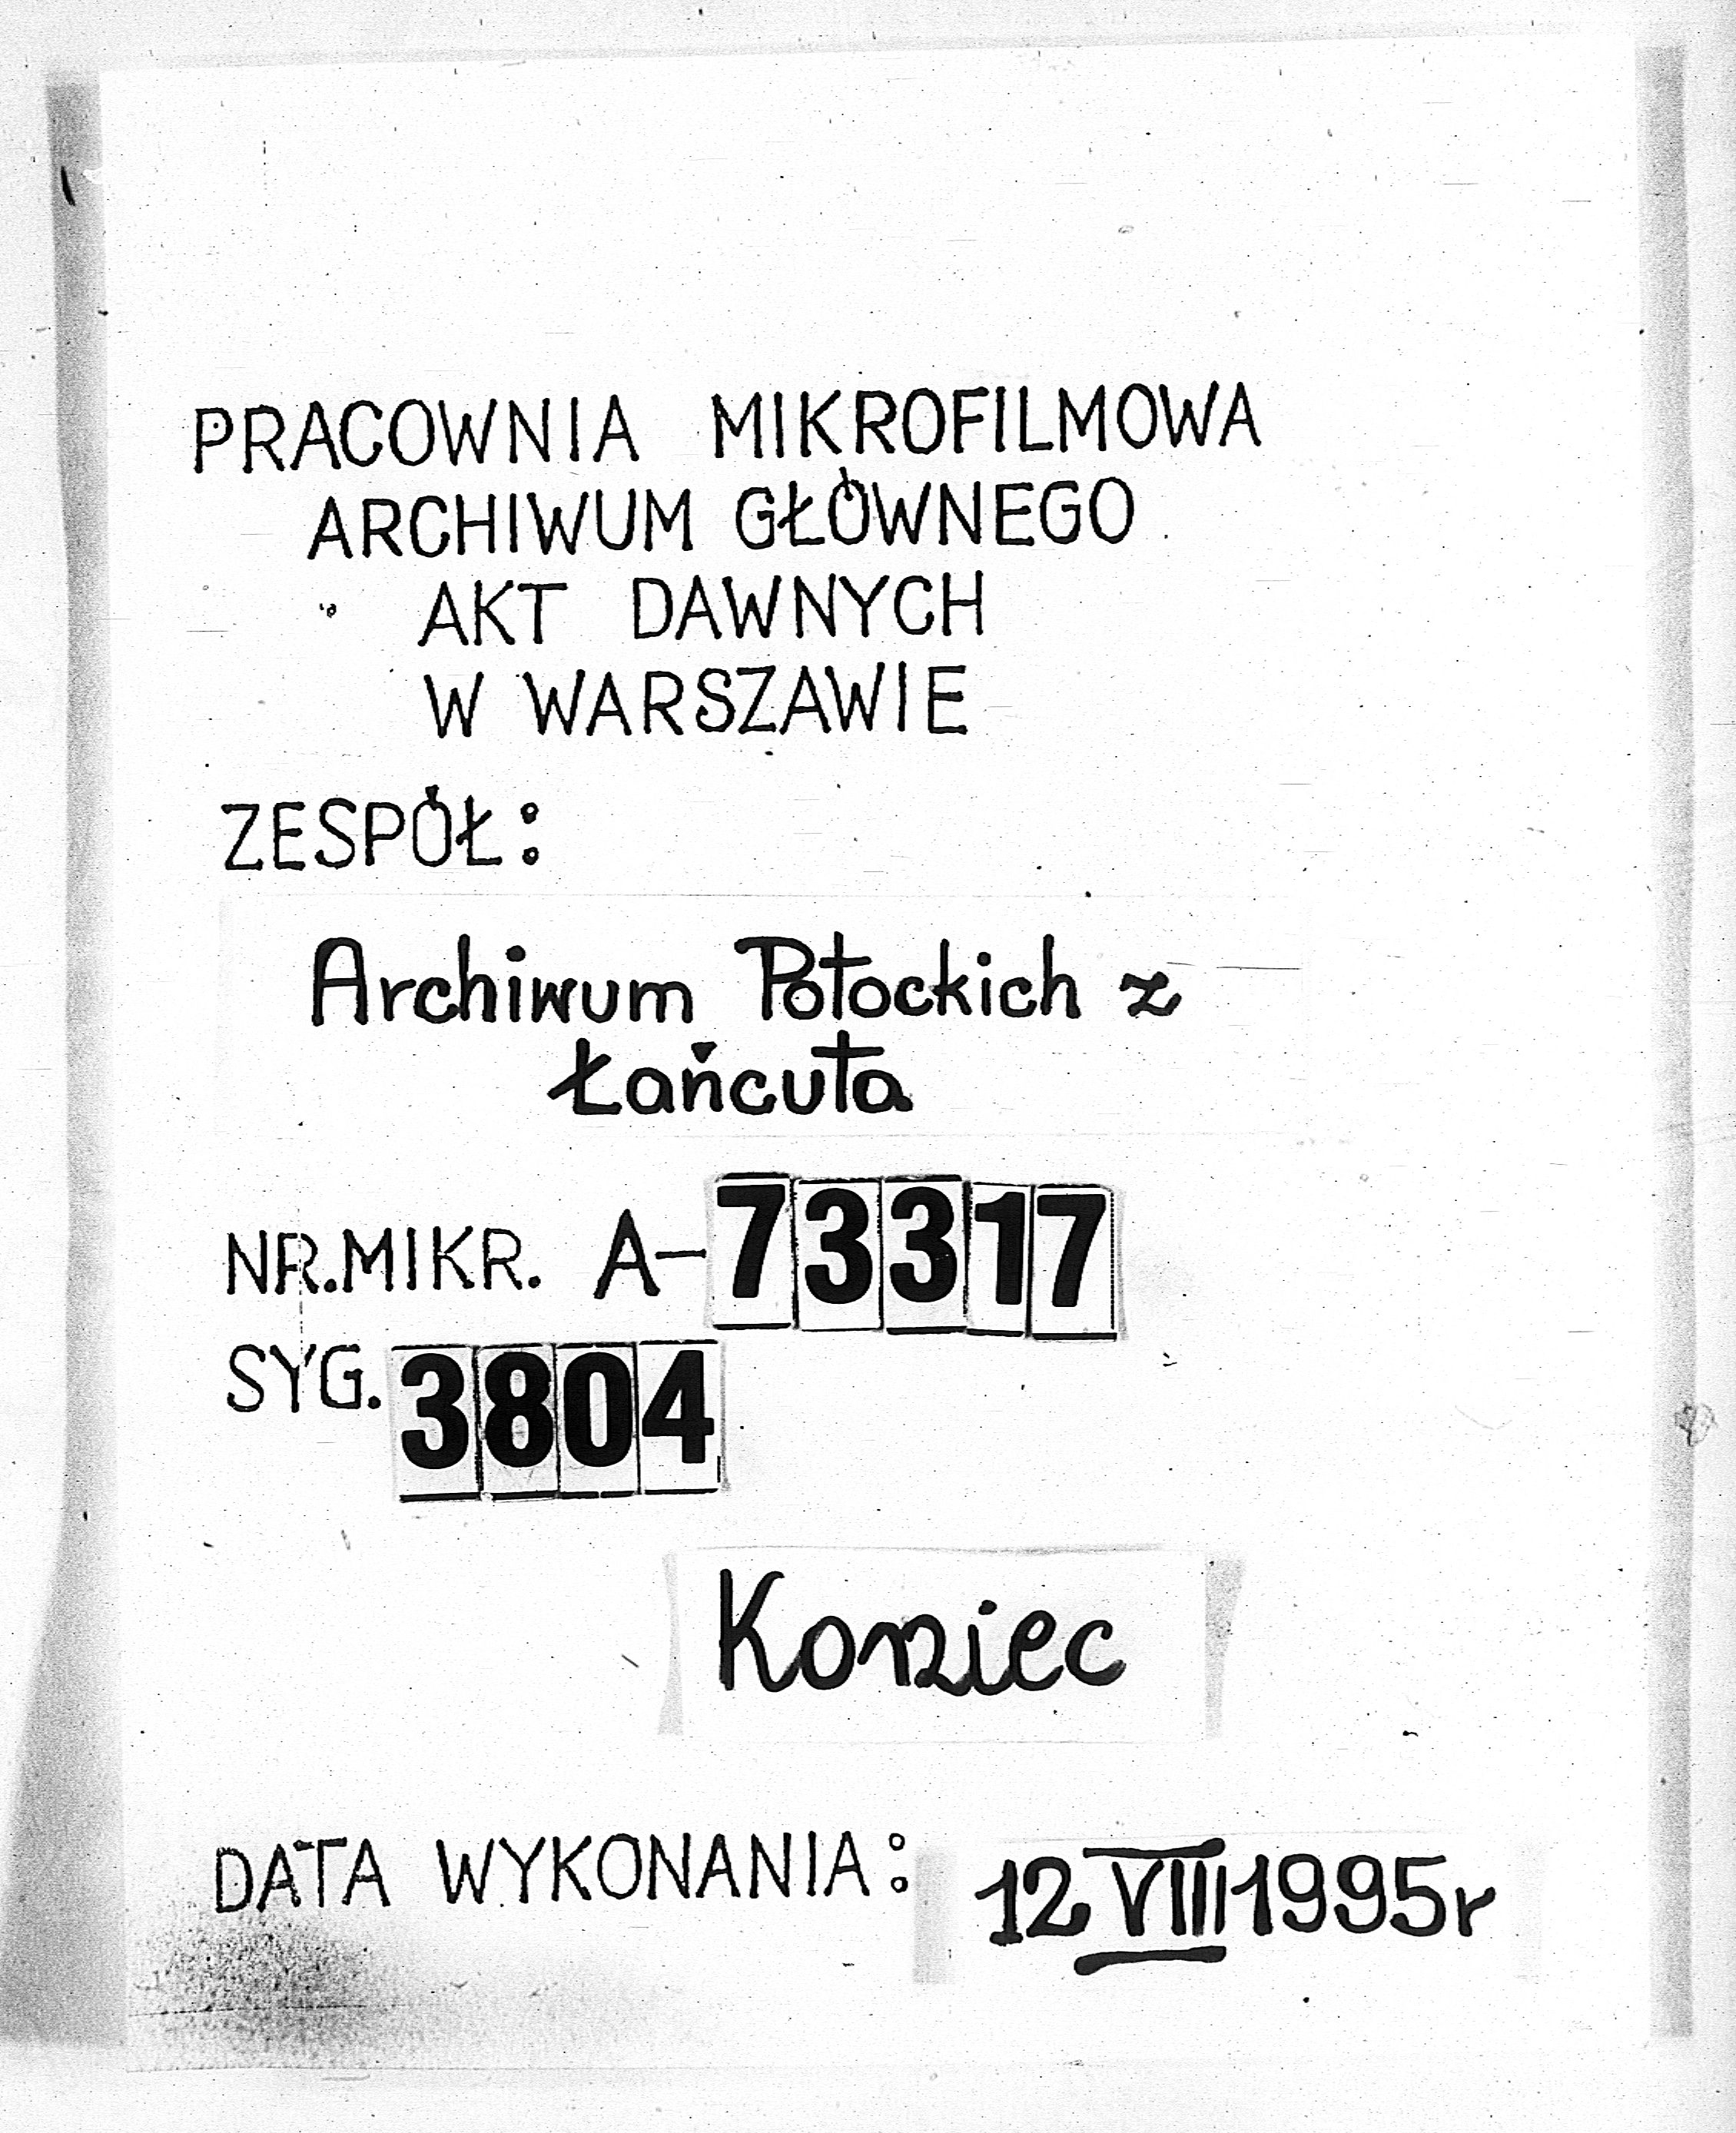 PRACOWNIA MIKROFILMOWA
ARCHIWUM GŁÓWNEGO
AKT DAWNYCH
W WARSZAWIE
ZESPÓŁ:
Archiwum Potockich z
Łańcuta
NR.MIKR. A-73317
SYG. 3804
Koniec
DATA WYKONANIA: 12 VIII 1995r